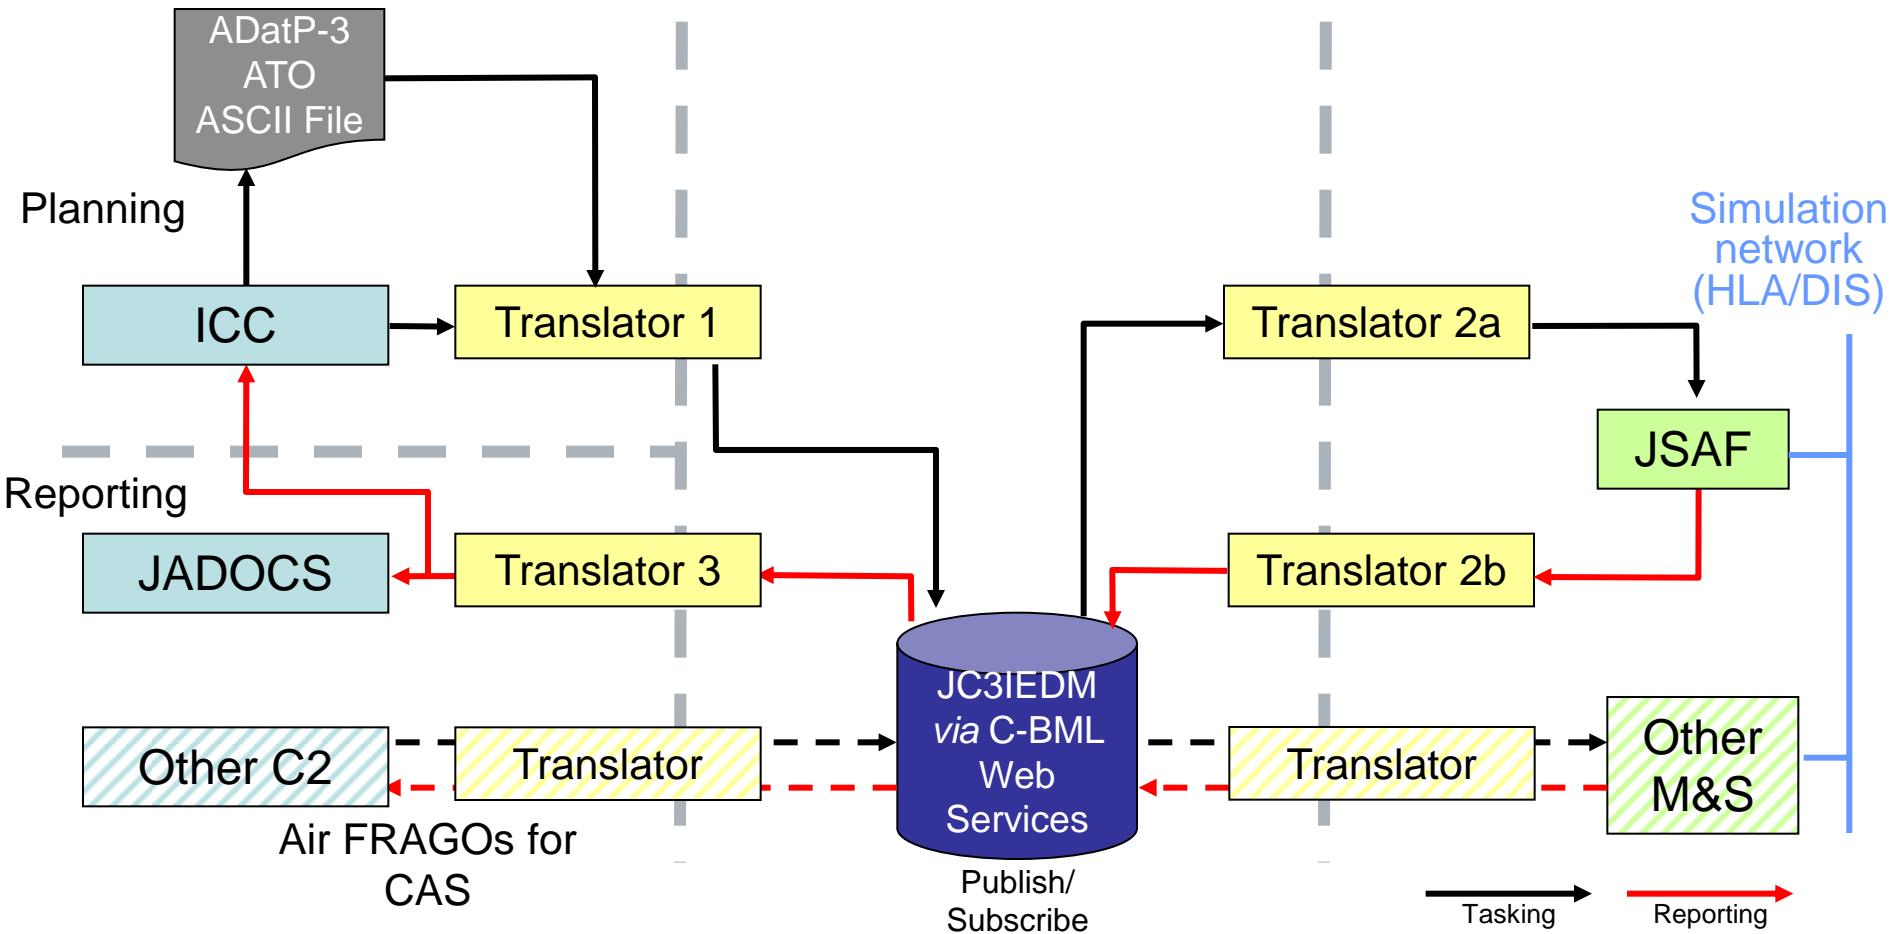 ADatP-3
ATO
ASCII File
Planning
Simulation
network
(HLA/DIS)
ICC
Translator 1
Translator 2a
JSAF
Reporting
JADOCS
Translator 3
Translator 2b
JC3IEDM
via C-BML
Web
Services
Other C2
Translator
Translator
Other
M&S
Air FRAGOs for
CAS
Publish/
Subscribe
Tasking
Reporting